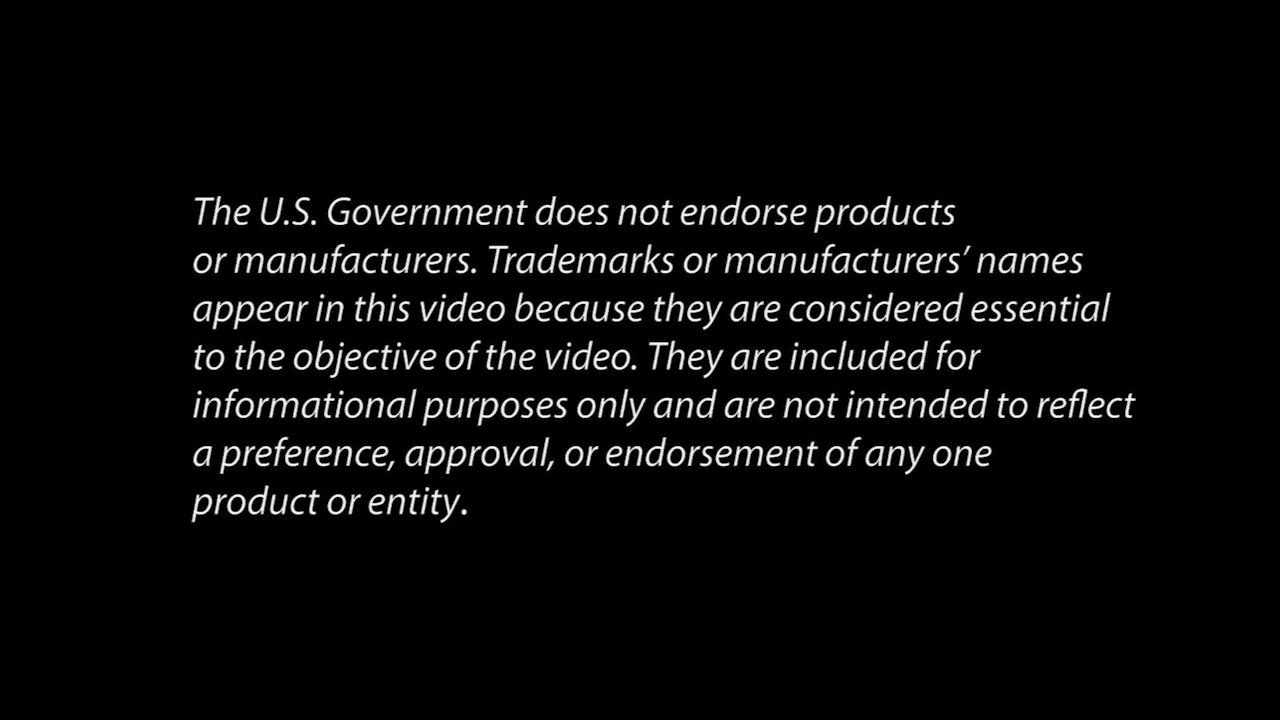 The U.S. Government does not endorse products
or manufacturers. Trademarks or manufacturers’ names
appear in this video because they are considered essential
to the objective of the video. They are included for
informational purposes only and are not intended to reflect
a preference, approval, or endorsement of any one
product or entity.